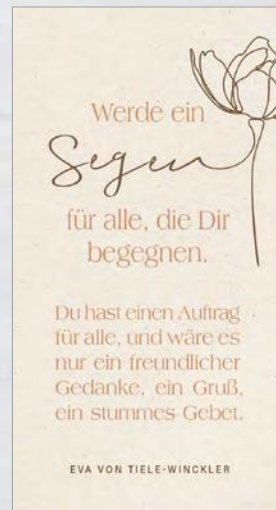 Werde ein
Segen
für alle, die Dir
begegnen.
Du hast einen Auftrag
für alle, und wäre es
nur ein freundlicher
Gedanke, ein Gruß,
ein stummes Gebet.
EVA VON TIELE-WINCKLER